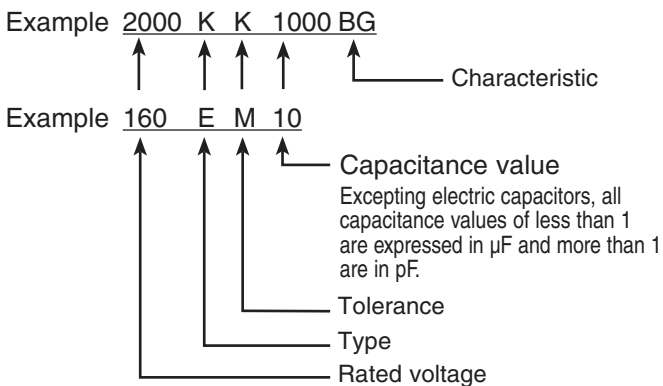 Example 2000 K K 1000 BG
Characteristic
Example 160 E M 10
Capacitance value
Excepting electric capacitors, all
capacitance values of less than 1
are expressed in µF and more than 1
are in pF.
Tolerance
Type
Rated voltage